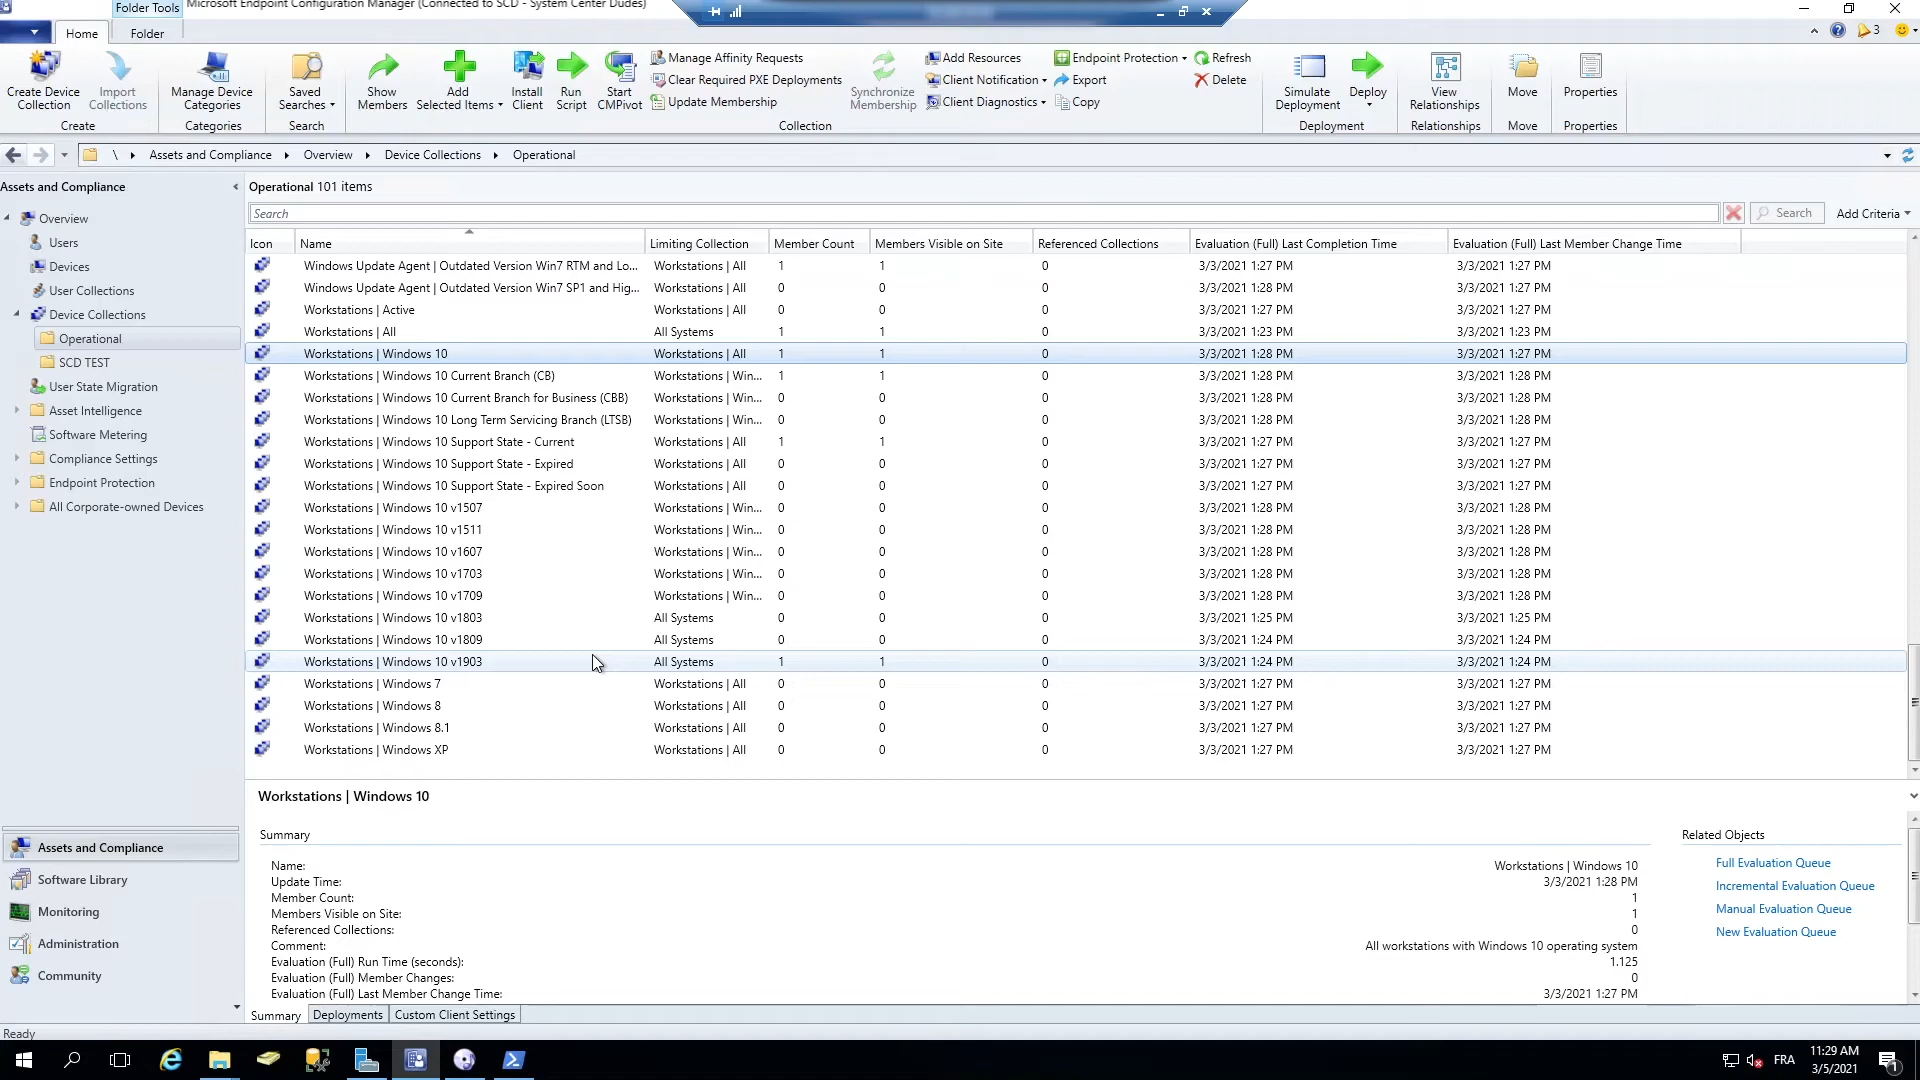 Folder Tools Microsoft Endpoint Configuration Manager (Connected to SCD - System Center Dudes)
Home Folder 3
Create Device Collection
Import Collections
Create
Manage Device Categories
Categories
Saved Searches
Search
Show Members
Add Selected Items
Install Client
Run Script
Start CMPivot
Manage Affinity Requests
Clear Required PXE Deployments
Update Membership
Synchronize Membership
Add Resources
Client Notification
Client Diagnostics
Endpoint Protection
Export
Copy
Refresh
Delete
Collection
Simulate Deployment
Deploy
Deployment
View Relationships
Relationships
Move
Move
Properties
Properties
\ Assets and Compliance Overview Device Collections Operational
Assets and Compliance
Overview
Users
Devices
User Collections
Device Collections
Operational
SCD TEST
User State Migration
Asset Intelligence
Software Metering
Compliance Settings
Endpoint Protection
All Corporate-owned Devices
Assets and Compliance
Software Library
Monitoring
Administration
Community
Operational 101 items
Search Search Add Criteria
Icon Name Limiting Collection Member Count Members Visible on Site Referenced Collections Evaluation (Full) Last Completion Time Evaluation (Full) Last Member Change Time
Windows Update Agent | Outdated Version Win7 RTM and Lo... Workstations | All 1 1 0 3/3/2021 1:27 PM 3/3/2021 1:27 PM
Windows Update Agent | Outdated Version Win7 SP1 and Hig... Workstations | All 0 0 0 3/3/2021 1:28 PM 3/3/2021 1:27 PM
Workstations | Active Workstations | All 0 0 0 3/3/2021 1:27 PM 3/3/2021 1:27 PM
Workstations | All All Systems 1 1 0 3/3/2021 1:23 PM 3/3/2021 1:23 PM
Workstations | Windows 10 Workstations | All 1 1 0 3/3/2021 1:28 PM 3/3/2021 1:27 PM
Workstations | Windows 10 Current Branch (CB) Workstations | Win... 1 1 0 3/3/2021 1:28 PM 3/3/2021 1:28 PM
Workstations | Windows 10 Current Branch for Business (CBB) Workstations | Win... 0 0 0 3/3/2021 1:28 PM 3/3/2021 1:28 PM
Workstations | Windows 10 Long Term Servicing Branch (LTSB) Workstations | Win... 0 0 0 3/3/2021 1:28 PM 3/3/2021 1:28 PM
Workstations | Windows 10 Support State - Current Workstations | All 1 1 0 3/3/2021 1:27 PM 3/3/2021 1:27 PM
Workstations | Windows 10 Support State - Expired Workstations | All 0 0 0 3/3/2021 1:27 PM 3/3/2021 1:27 PM
Workstations | Windows 10 Support State - Expired Soon Workstations | All 0 0 0 3/3/2021 1:27 PM 3/3/2021 1:27 PM
Workstations | Windows 10 v1507 Workstations | Win... 0 0 0 3/3/2021 1:28 PM 3/3/2021 1:28 PM
Workstations | Windows 10 v1511 Workstations | Win... 0 0 0 3/3/2021 1:28 PM 3/3/2021 1:28 PM
Workstations | Windows 10 v1607 Workstations | Win... 0 0 0 3/3/2021 1:28 PM 3/3/2021 1:28 PM
Workstations | Windows 10 v1703 Workstations | Win... 0 0 0 3/3/2021 1:28 PM 3/3/2021 1:28 PM
Workstations | Windows 10 v1709 Workstations | Win... 0 0 0 3/3/2021 1:28 PM 3/3/2021 1:28 PM
Workstations | Windows 10 v1803 All Systems 0 0 0 3/3/2021 1:25 PM 3/3/2021 1:25 PM
Workstations | Windows 10 v1809 All Systems 0 0 0 3/3/2021 1:24 PM 3/3/2021 1:24 PM
Workstations | Windows 10 v1903 All Systems 1 1 0 3/3/2021 1:24 PM 3/3/2021 1:24 PM
Workstations | Windows 7 Workstations | All 0 0 0 3/3/2021 1:27 PM 3/3/2021 1:27 PM
Workstations | Windows 8 Workstations | All 0 0 0 3/3/2021 1:27 PM 3/3/2021 1:27 PM
Workstations | Windows 8.1 Workstations | All 0 0 0 3/3/2021 1:27 PM 3/3/2021 1:27 PM
Workstations | Windows XP Workstations | All 0 0 0 3/3/2021 1:27 PM 3/3/2021 1:27 PM
Workstations | Windows 10
Summary
Name: Workstations | Windows 10
Update Time: 3/3/2021 1:28 PM
Member Count: 1
Members Visible on Site: 1
Referenced Collections: 0
Comment: All workstations with Windows 10 operating system
Evaluation (Full) Run Time (seconds): 1.125
Evaluation (Full) Member Changes: 0
Evaluation (Full) Last Member Change Time: 3/3/2021 1:27 PM
Related Objects
Full Evaluation Queue
Incremental Evaluation Queue
Manual Evaluation Queue
New Evaluation Queue
Summary Deployments Custom Client Settings
Ready
FRA
11:29 AM
3/5/2021
1